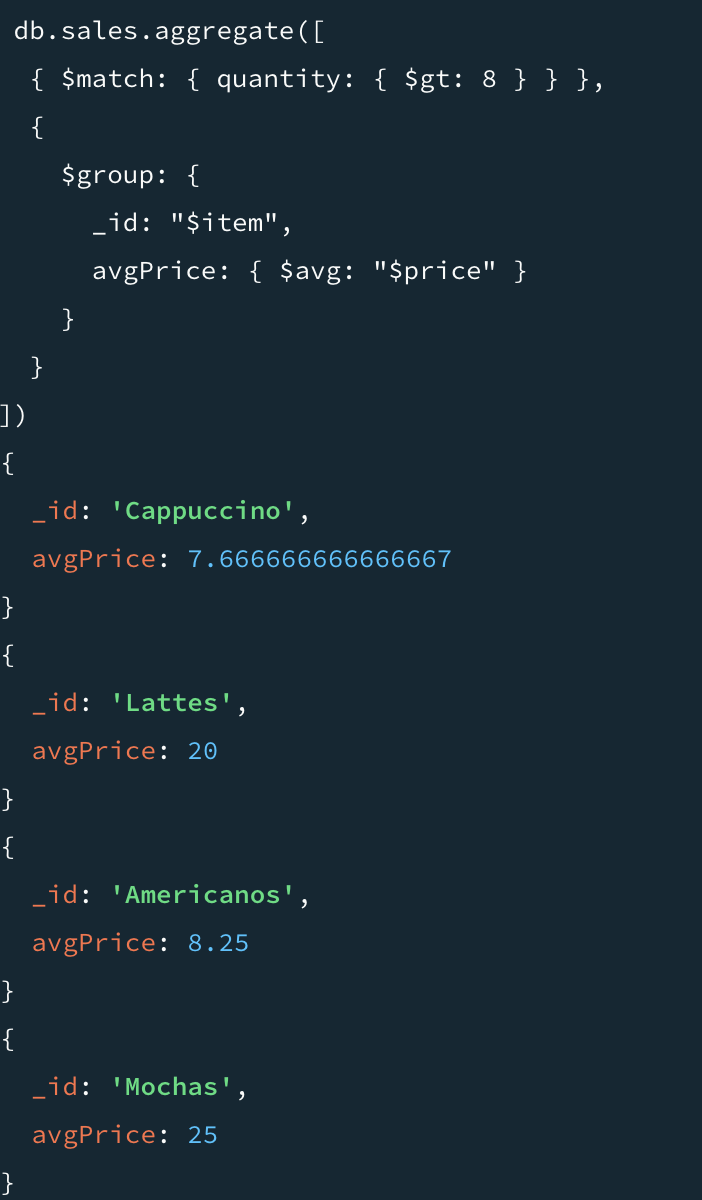 db.sales.aggregate([
{ $match: { quantity: { $gt: 8 } } },
{
$group: {
_id: "$item",
avgPrice: { $avg: "$price" }
}
}
])
{
_id: 'Cappuccino',
avgPrice: 7.666666666666667
}
{
_id: 'Lattes',
avgPrice: 20
}
{
_id: 'Americanos',
avgPrice: 8.25
}
{
_id: 'Mochas',
avgPrice: 25
}